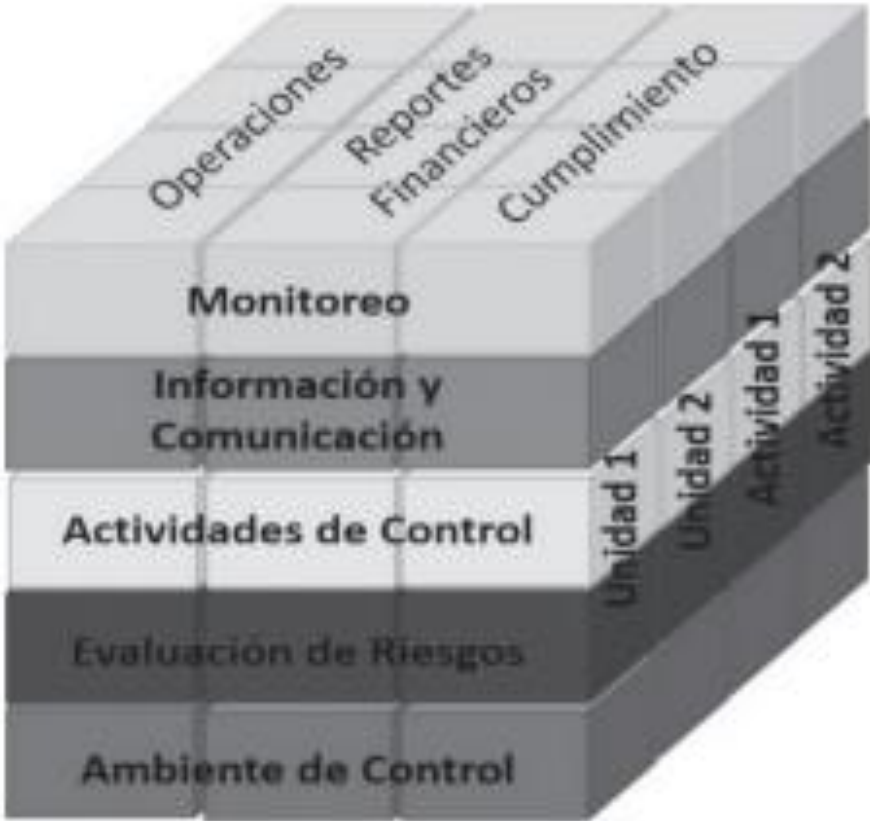 Operaciones
Reportes
Financieros
Cumplimiento
Monitoreo
Información y
Comunicación
Actividades de Control
Evaluación de Riesgos
Ambiente de Control
Unidad 1
Unidad 2
Actividad 1
Actividad 2